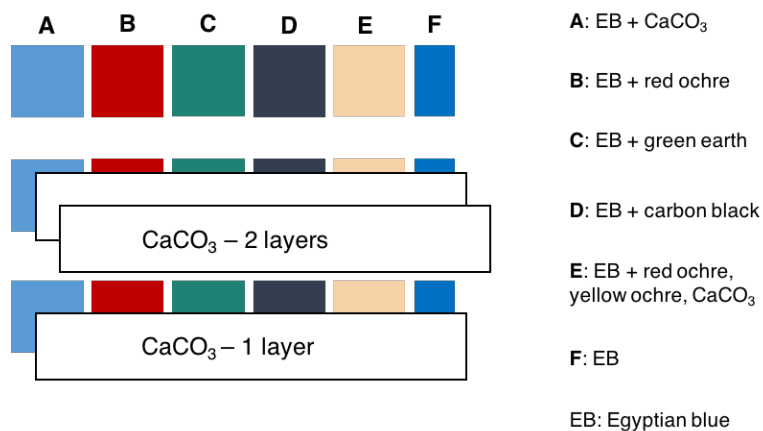 A B C D E F
CaCO₃ – 2 layers
CaCO₃ – 1 layer
A: EB + CaCO₃
B: EB + red ochre
C: EB + green earth
D: EB + carbon black
E: EB + red ochre,
yellow ochre, CaCO₃
F: EB
EB: Egyptian blue